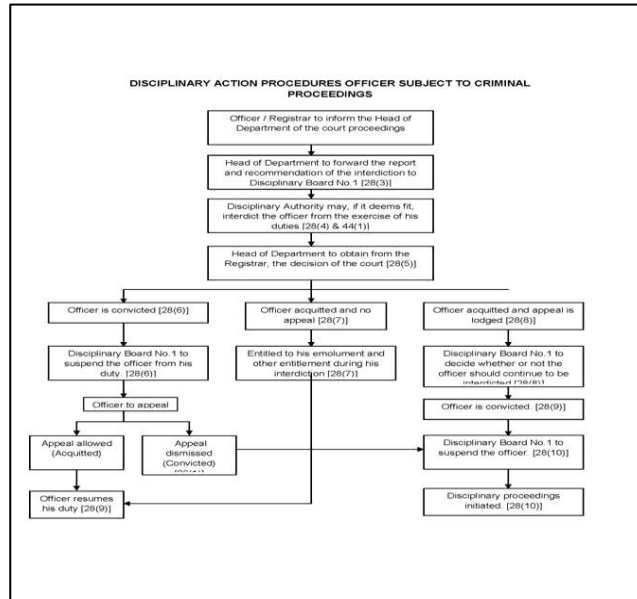 DISCIPLINARY ACTION PROCEDURES OFFICER SUBJECT TO CRIMINAL
PROCEEDINGS
Officer / Registrar to inform the Head of
Department of the court proceedings
Head of Department to forward the report
and recommendation of the interdiction to
Disciplinary Board No.1 [28(3)]
Disciplinary Authority may, if it deems fit,
interdict the officer from the exercise of his
duties [28(4) & 44(1)]
Head of Department to obtain from the
Registrar, the decision of the court [28(5)]
Officer is convicted [28(6)]
Disciplinary Board No.1 to
suspend the officer from his
duty. [28(6)]
Officer to appeal
Appeal allowed
(Acquitted)
Appeal
dismissed
(Convicted)
Officer resumes
his duty [28(9)]
Officer acquitted and no
appeal [28(7)]
Entitled to his emolument and
other entitlement during his
interdiction [28(7)]
Officer acquitted and appeal is
lodged [28(8)]
Disciplinary Board No.1 to
decide whether or not the
officer should continue to be
interdicted [28(8)]
Officer is convicted. [28(9)]
Disciplinary Board No.1 to
suspend the officer. [28(10)]
Disciplinary proceedings
initiated. [28(10)]